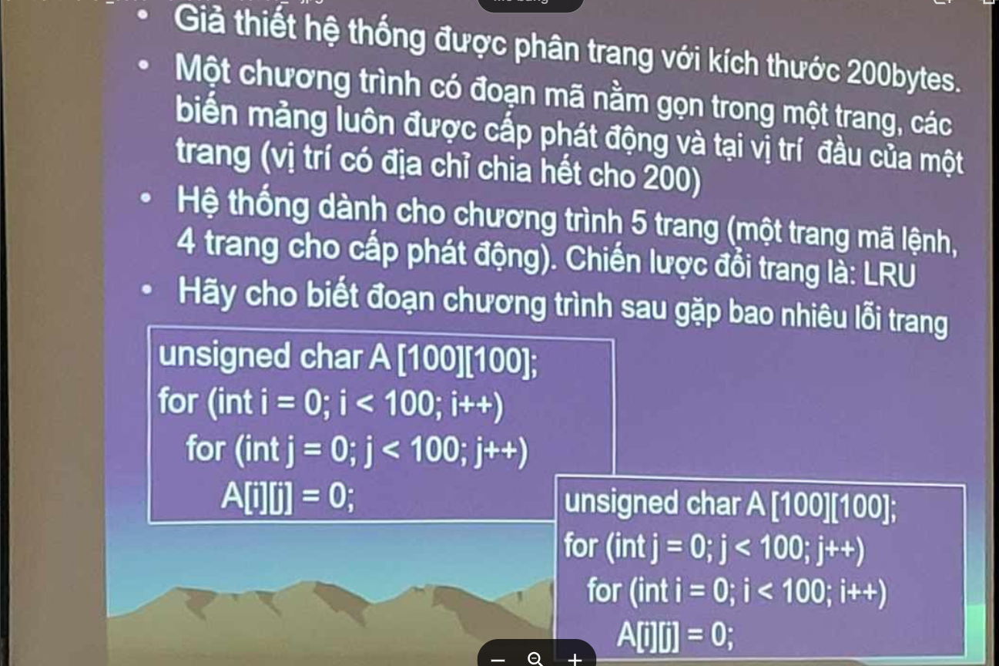 Giả thiết hệ thống được phân trang với kích thước 200bytes.
Một chương trình có đoạn mã nằm gọn trong một trang, các
biến mảng luôn được cấp phát động và tại vị trí đầu của một
trang (vị trí có địa chỉ chia hết cho 200)
Hệ thống dành cho chương trình 5 trang (một trang mã lệnh,
4 trang cho cấp phát động). Chiến lược đổi trang là: LRU
Hãy cho biết đoạn chương trình sau gặp bao nhiêu lỗi trang
unsigned char A [100][100];
for (int i = 0; i < 100; i++)
for (int j = 0; j < 100; j++)
A[i][j] = 0;
unsigned char A [100][100];
for (int j = 0; j < 100; j++)
for (int i = 0; i < 100; i++)
A[i][j] = 0;